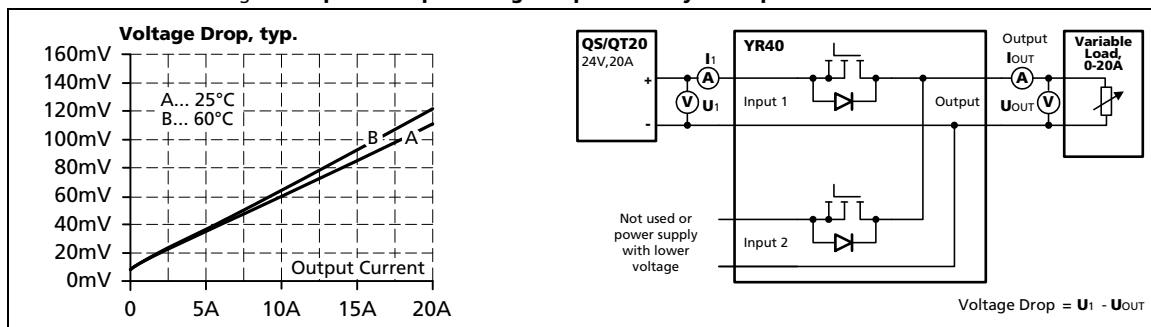 Voltage Drop, typ.
160mV
140mV
120mV
100mV
80mV
60mV
40mV
20mV
0mV
A... 25°C
B... 60°C
B
A
Output Current
0
5A
10A
15A
20A
QS/QT20
24V,20A
+
-
I1
A
V
U1
YR40
Input 1
Output
Input 2
Not used or
power supply
with lower
voltage
Output
IOUT
A
UOUT
V
Variable
Load,
0-20A
Voltage Drop = U1 - UOUT